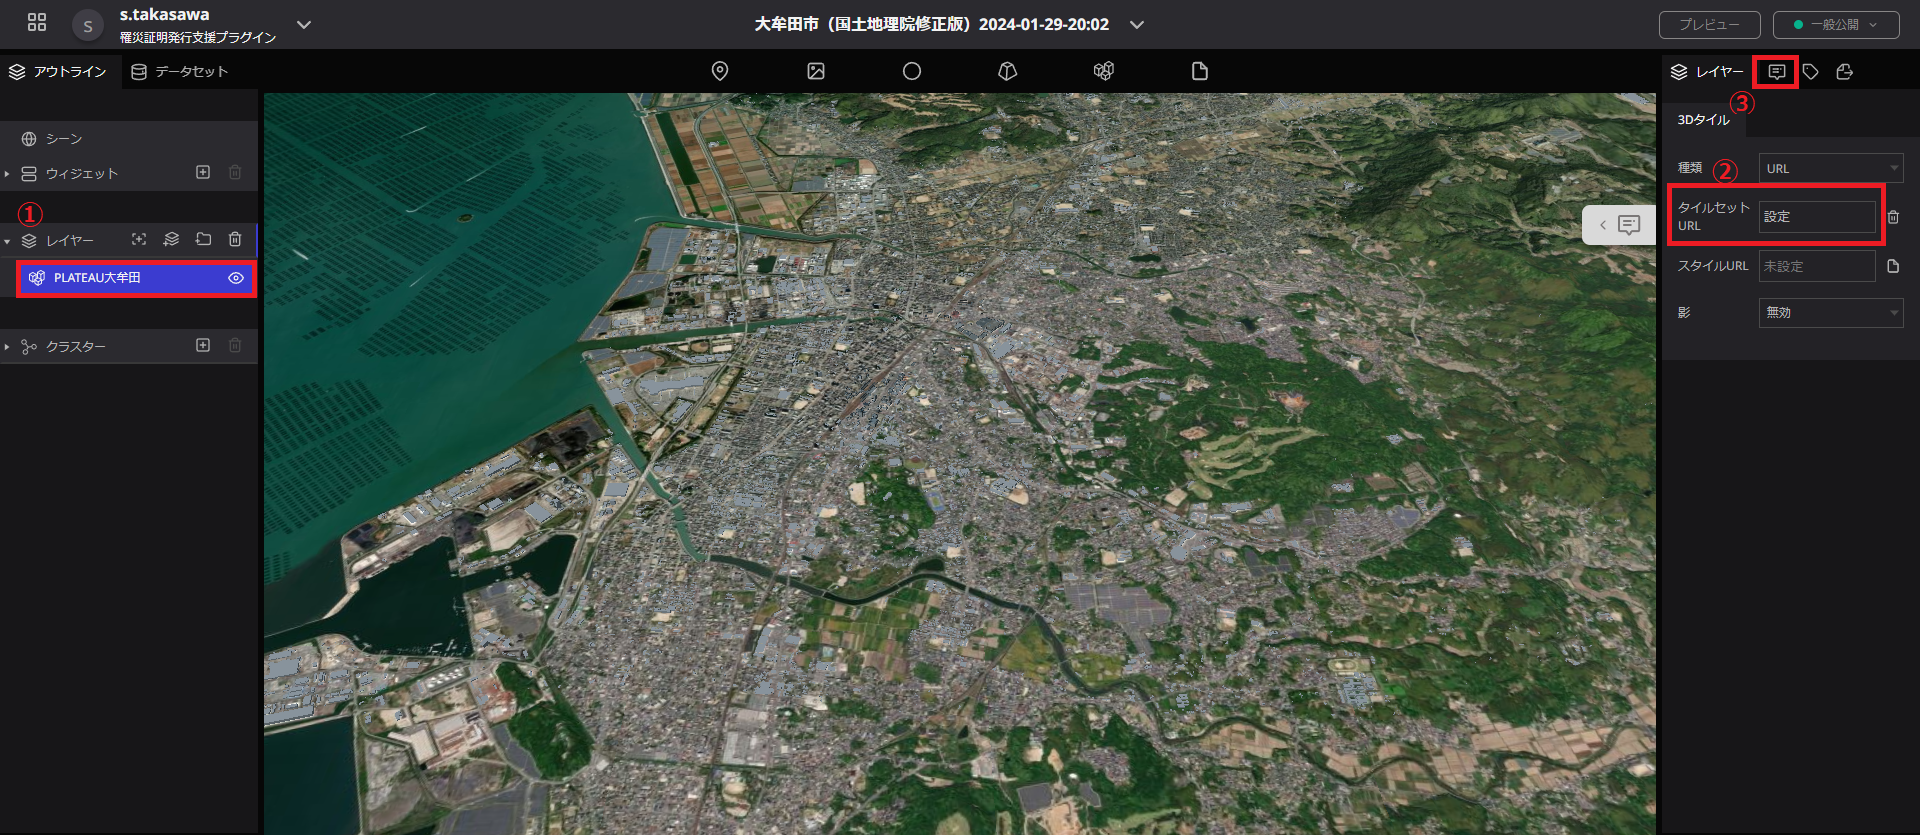 s
s.takasawa
罹災証明発行支援プラグイン
大牟田市（国土地理院修正版）2024-01-29-20:02
プレビュー
一般公開
アウトライン
データセット
シーン
ウィジェット
①
レイヤー
PLATEAU大牟田
クラスター
レイヤー
③
3Dタイル
種類
②
URL
タイルセット
URL
設定
スタイルURL
未設定
影
無効